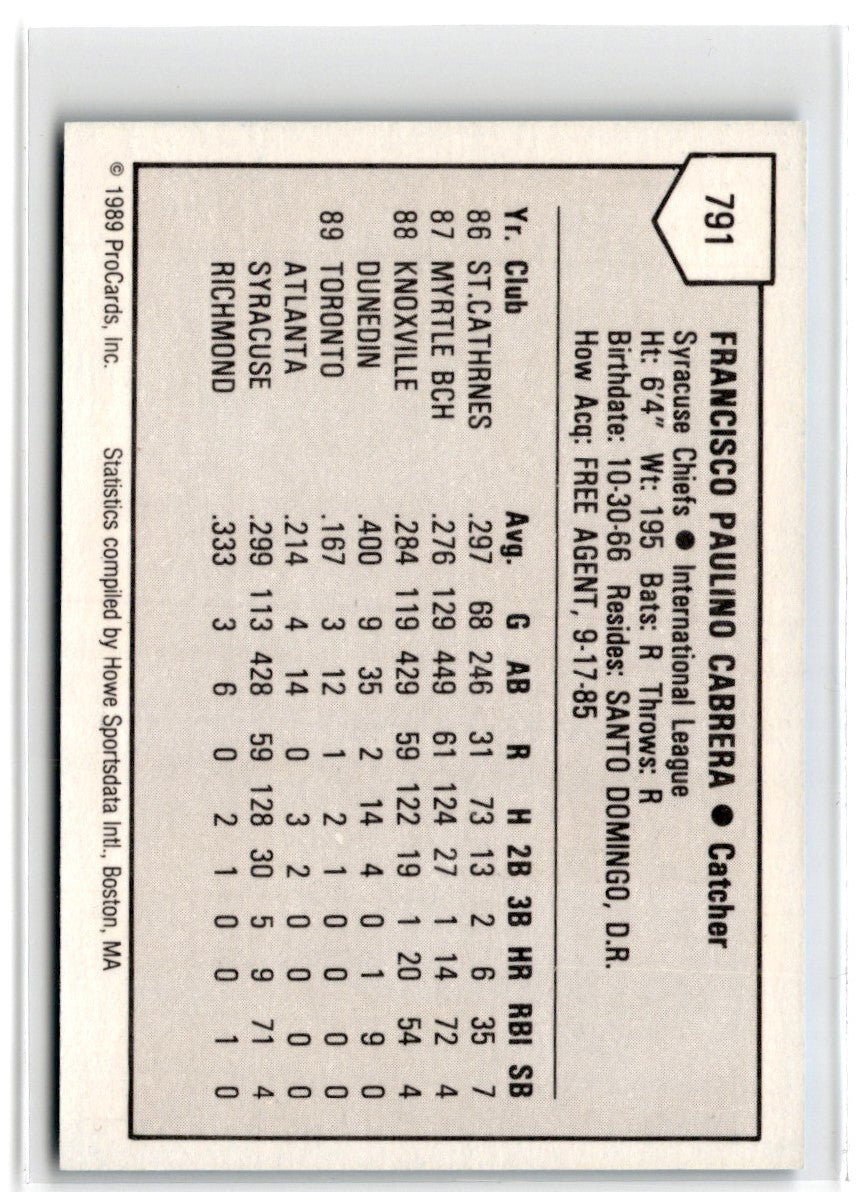 791
FRANCISCO PAULINO CABRERA ● Catcher
Syracuse Chiefs ● International League
Ht: 6'4" Wt: 195 Bats: R Throws: R
Birthdate: 10-30-66 Resides: SANTO DOMINGO, D.R.
How Acq: FREE AGENT, 9-17-85
Yr. Club Avg. G AB R H 2B 3B HR RBI SB
86 ST.CATHRNES .297 68 246 31 73 13 2 6 35 7
87 MYRTLE BCH .276 129 449 61 124 27 1 14 72 4
88 KNOXVILLE .284 119 429 59 122 19 1 20 54 4
DUNEDIN .400 9 35 2 14 4 0 1 9 0
89 TORONTO .167 3 12 1 2 1 0 0 0 0
ATLANTA .214 4 14 0 3 2 0 0 0 0
SYRACUSE .299 113 428 59 128 30 5 9 71 4
RICHMOND .333 3 6 0 2 1 0 0 1 0
© 1989 ProCards, Inc. Statistics compiled by Howe Sportsdata Intl., Boston, MA